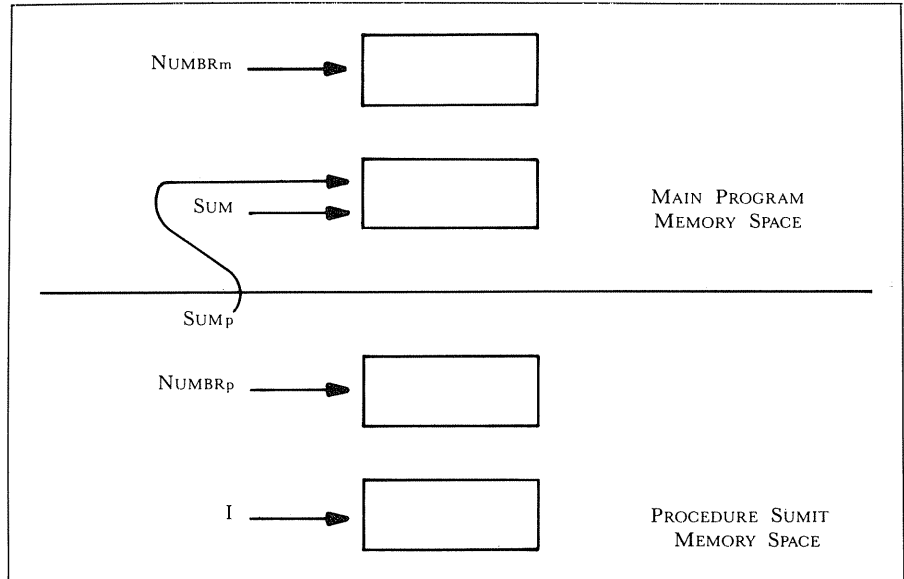 NUMBRm
SUM
MAIN PROGRAM
MEMORY SPACE
SUMp
NUMBRp
I
PROCEDURE SUMIT
MEMORY SPACE